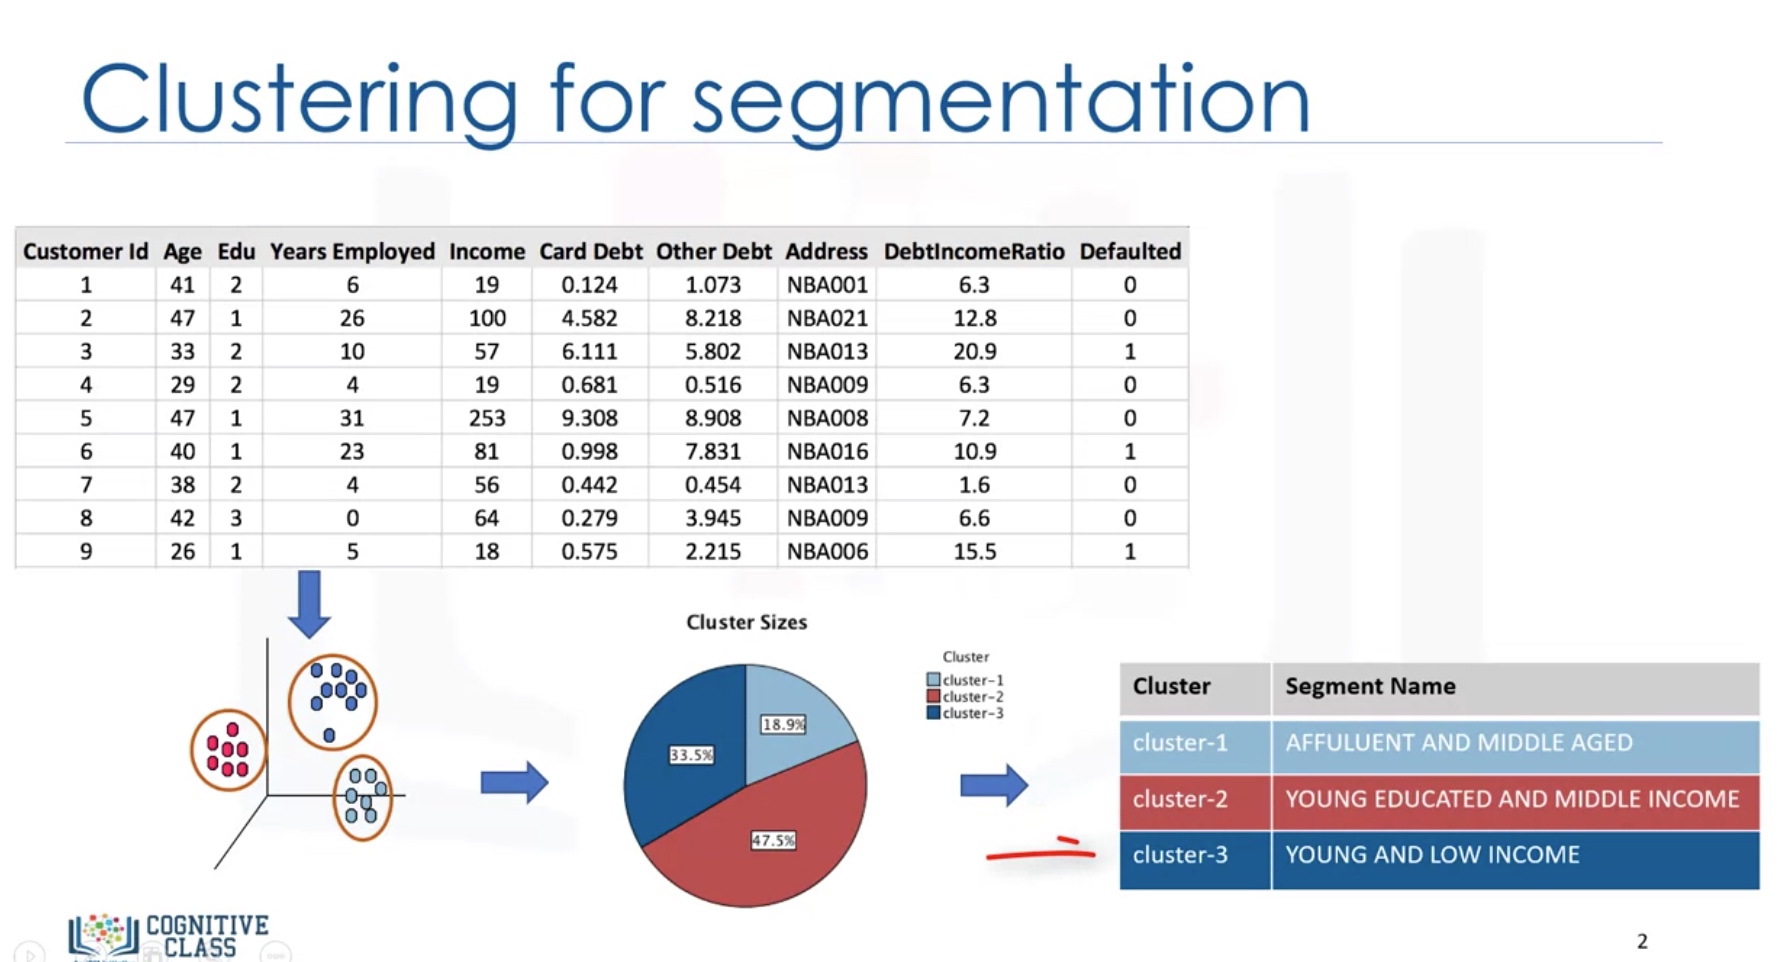 Clustering for segmentation
Customer Id Age Edu Years Employed Income Card Debt Other Debt Address DebtIncomeRatio Defaulted
1 41 2 6 19 0.124 1.073 NBA001 6.3 0
2 47 1 26 100 4.582 8.218 NBA021 12.8 0
3 33 2 10 57 6.111 5.802 NBA013 20.9 1
4 29 2 4 19 0.681 0.516 NBA009 6.3 0
5 47 1 31 253 9.308 8.908 NBA008 7.2 0
6 40 1 23 81 0.998 7.831 NBA016 10.9 1
7 38 2 4 56 0.442 0.454 NBA013 1.6 0
8 42 3 0 64 0.279 3.945 NBA009 6.6 0
9 26 1 5 18 0.575 2.215 NBA006 15.5 1
Cluster Sizes
18.9%
33.5%
47.5%
Cluster
cluster-1
cluster-2
cluster-3
Cluster Segment Name
cluster-1 AFFULUENT AND MIDDLE AGED
cluster-2 YOUNG EDUCATED AND MIDDLE INCOME
cluster-3 YOUNG AND LOW INCOME
COGNITIVE
CLASS
2